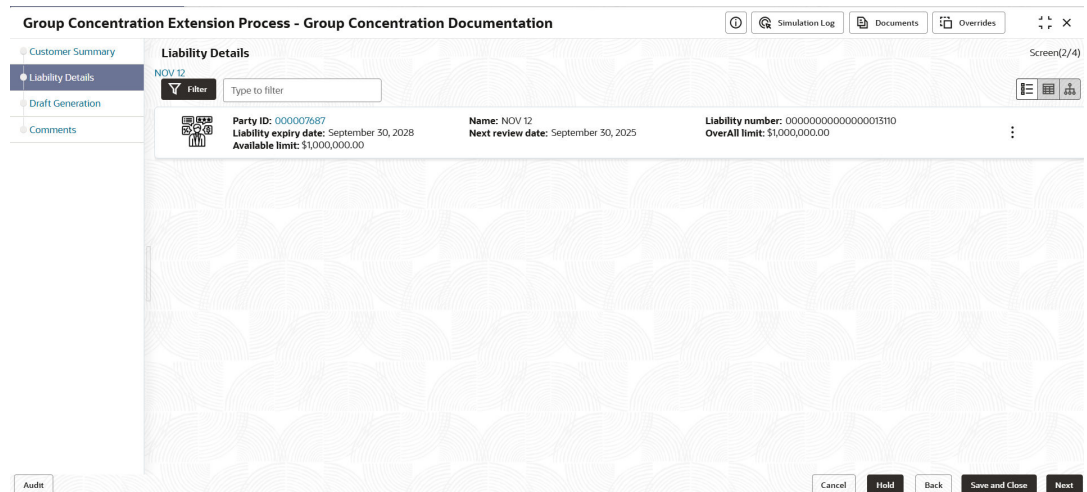 Group Concentration Extension Process - Group Concentration Documentation
Simulation Log
Documents
Overrides
Customer Summary
Liability Details
Draft Generation
Comments
Liability Details
Screen(2/4)
NOV 12
Filter
Type to filter
Party ID: 000007687 Name: NOV 12 Liability number: 00000000000000013110
Liability expiry date: September 30, 2028 Next review date: September 30, 2025 OverAll limit: $1,000,000.00
Available limit: $1,000,000.00
Audit
Cancel
Hold
Back
Save and Close
Next